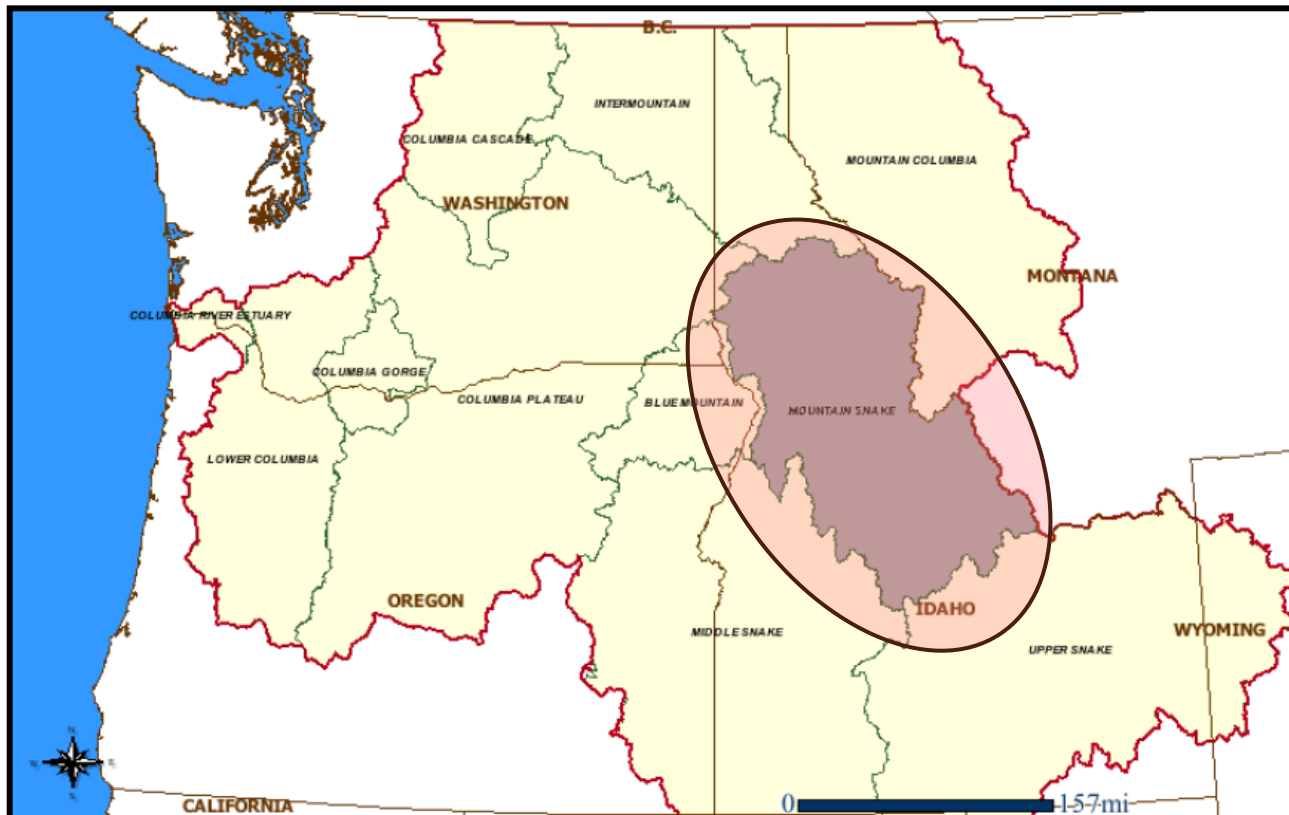 B.C.
INTERMOUNTAIN
COLUMBIA CASCADE
MOUNTAIN COLUMBIA
WASHINGTON
MONTANA
COLUMBIA RIVER ESTUARY
COLUMBIA GORGE
COLUMBIA PLATEAU
BLUE MOUNTAIN
MOUNTAIN SNAKE
LOWER COLUMBIA
OREGON
IDAHO
MIDDLE SNAKE
WYOMING
UPPER SNAKE
N
S
CALIFORNIA
0 157mi